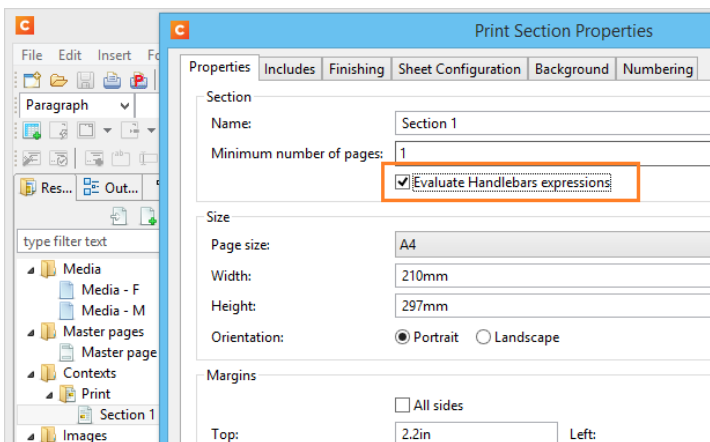 C
C
Print Section Properties
File Edit Insert Fo
Properties Includes Finishing Sheet Configuration Background Numbering
Section
Paragraph
Name: Section 1
Minimum number of pages: 1
Evaluate Handlebars expressions
Res... Out...
Size
type filter text
Page size: A4
Media
Width: 210mm
Media - F
Media - M
Height: 297mm
Master pages
Orientation: Portrait Landscape
Master page
Contexts
Margins
Print
All sides
Section 1
Top: 2.2in Left:
Images